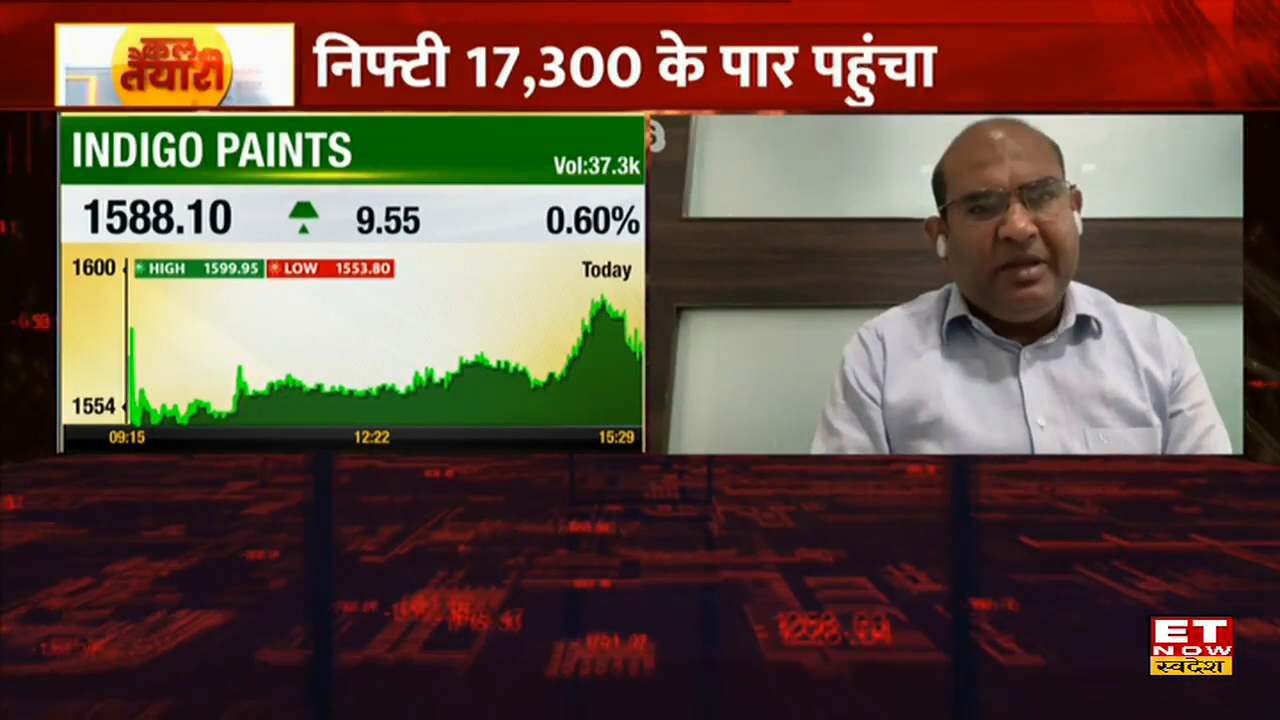 कल
तैयारी
निफ्टी 17,300 के पार पहुंचा
INDIGO PAINTS
Vol:37.3k
1588.10 9.55 0.60%
1600 HIGH 1599.95 LOW 1553.80 Today
1554
09:15 12:22 15:29
ET
NOW
स्वदेश